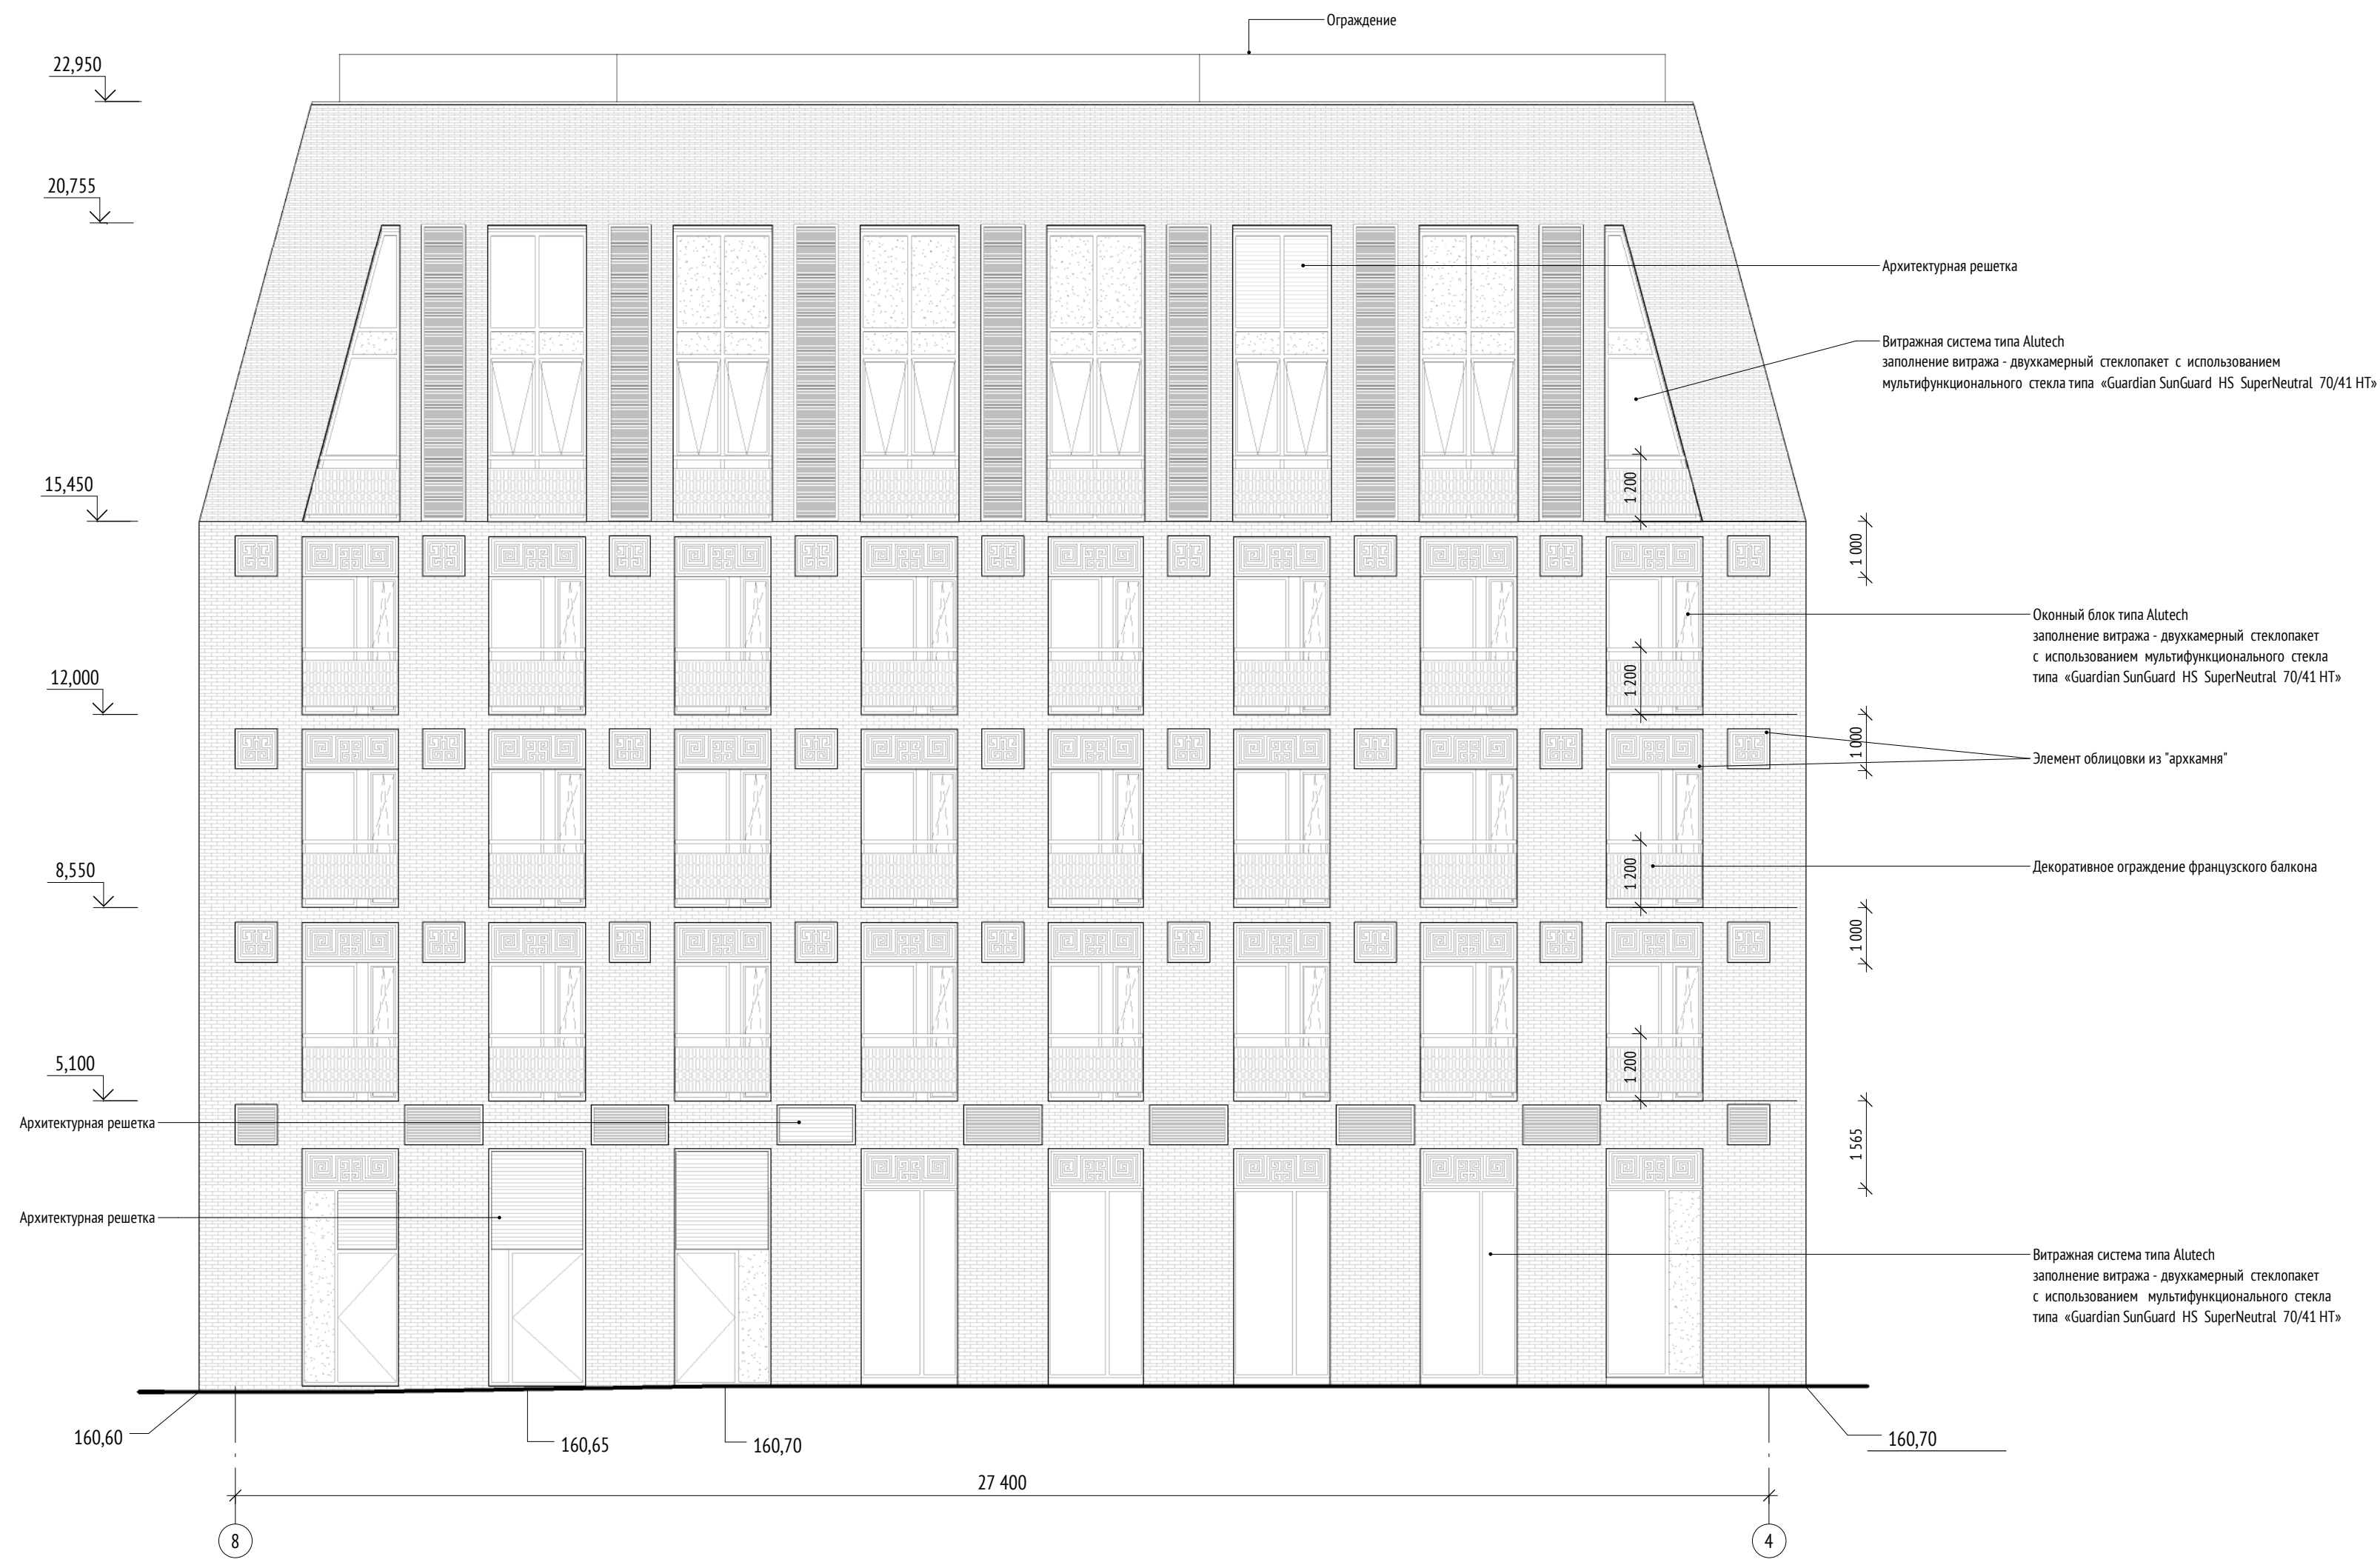 Ограждение
22,950
20,755
Архитектурная решетка
Витражная система типа Alutech
заполнение витража - двухкамерный стеклопакет с использованием
мультифункционального стекла типа «Guardian SunGuard HS SuperNeutral 70/41 HT»
15,450
1 200
1 000
Оконный блок типа Alutech
заполнение витража - двухкамерный стеклопакет
с использованием мультифункционального стекла
типа «Guardian SunGuard HS SuperNeutral 70/41 HT»
12,000
1 200
1 000
Элемент облицовки из "архкамня"
8,550
1 200
Декоративное ограждение французского балкона
1 000
5,100
1 200
Архитектурная решетка
1 565
Архитектурная решетка
Витражная система типа Alutech
заполнение витража - двухкамерный стеклопакет
с использованием мультифункционального стекла
типа «Guardian SunGuard HS SuperNeutral 70/41 HT»
160,60
160,65
160,70
160,70
27 400
8
4